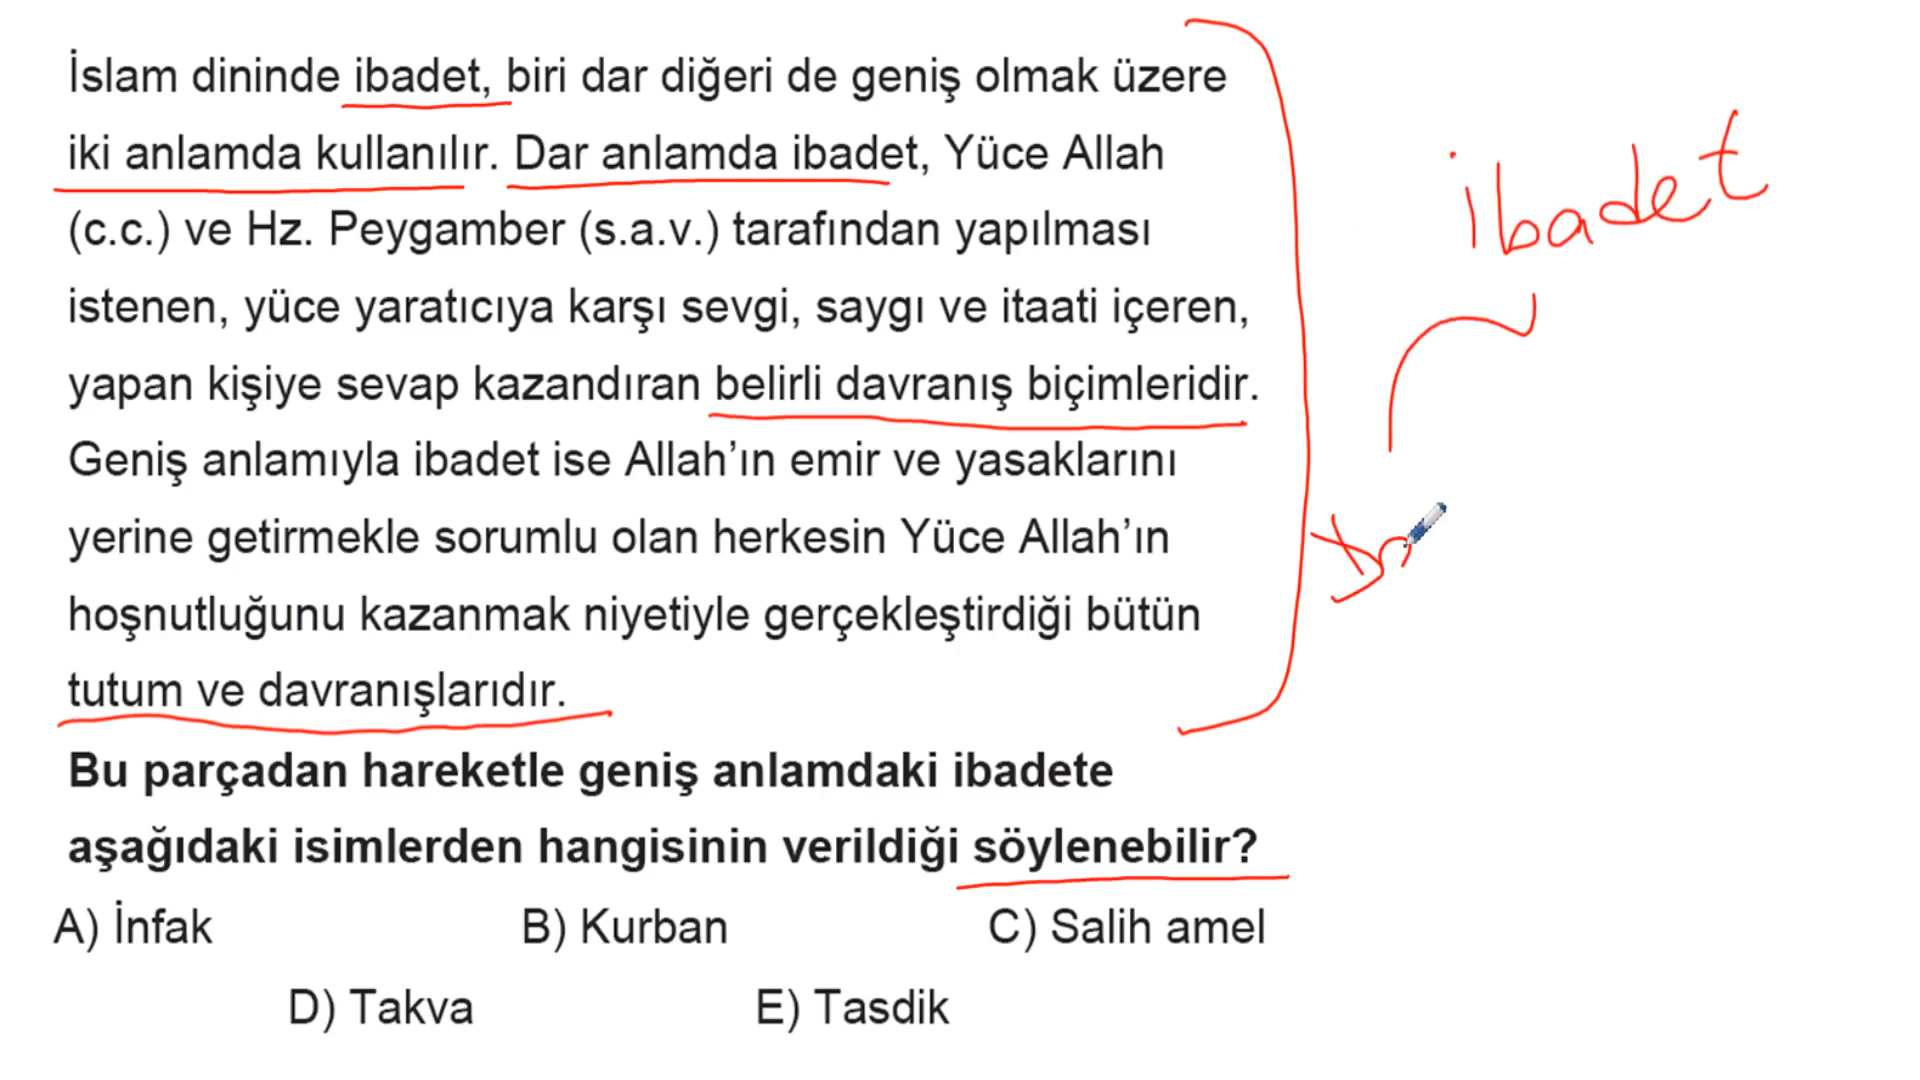 İslam dininde ibadet, biri dar diğeri de geniş olmak üzere
iki anlamda kullanılır. Dar anlamda ibadet, Yüce Allah
(c.c.) ve Hz. Peygamber (s.a.v.) tarafından yapılması
istenen, yüce yaratıcıya karşı sevgi, saygı ve itaati içeren,
yapan kişiye sevap kazandıran belirli davranış biçimleridir.
Geniş anlamıyla ibadet ise Allah’ın emir ve yasaklarını
yerine getirmekle sorumlu olan herkesin Yüce Allah’ın
hoşnutluğunu kazanmak niyetiyle gerçekleştirdiği bütün
tutum ve davranışlarıdır.
Bu parçadan hareketle geniş anlamdaki ibadete
aşağıdaki isimlerden hangisinin verildiği söylenebilir?
A) İnfak B) Kurban C) Salih amel
D) Takva E) Tasdik
ibadet